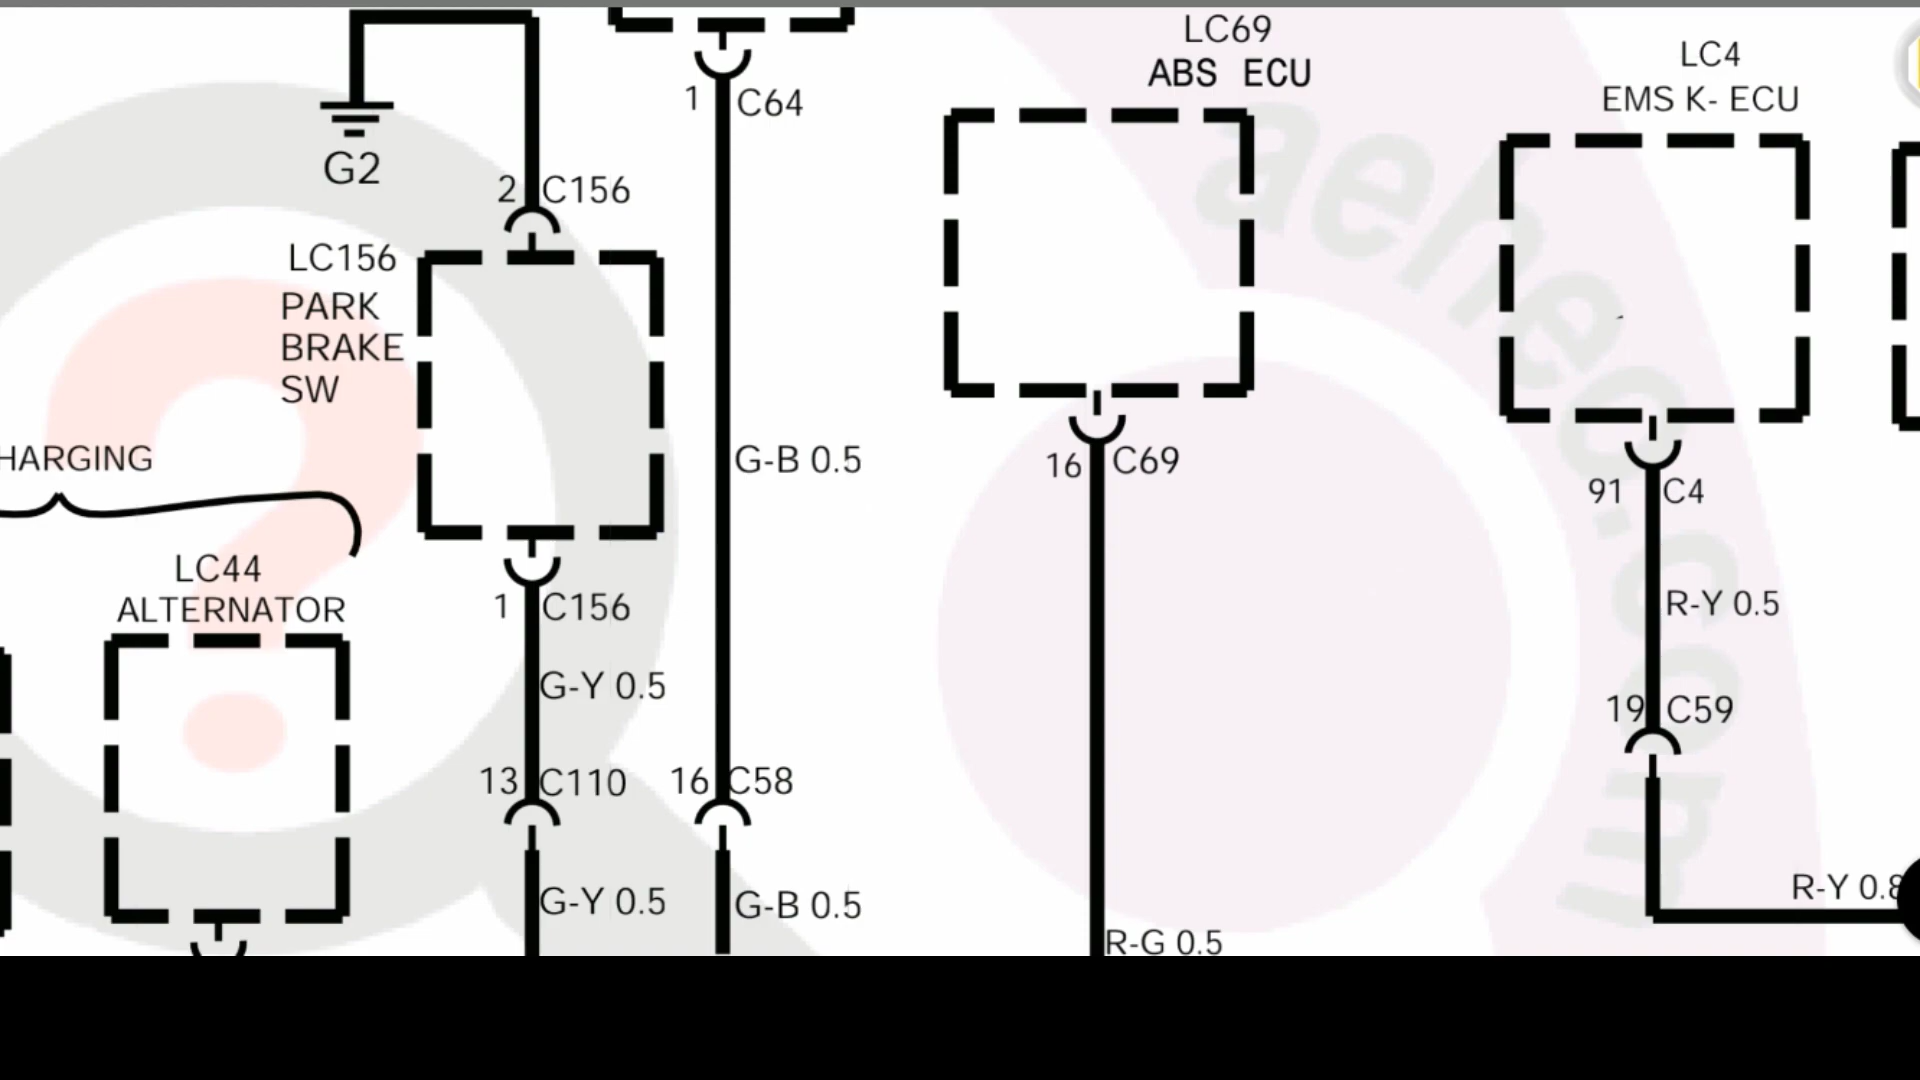 LC69
ABS ECU
LC4
EMS K- ECU
1 C64
G2
2 C156
LC156
PARK
BRAKE
SW
HARGING
G-B 0.5
16 C69
91 C4
LC44
ALTERNATOR
1 C156
R-Y 0.5
G-Y 0.5
19 C59
13 C110
16 C58
R-Y 0.8
G-Y 0.5
G-B 0.5
R-G 0.5